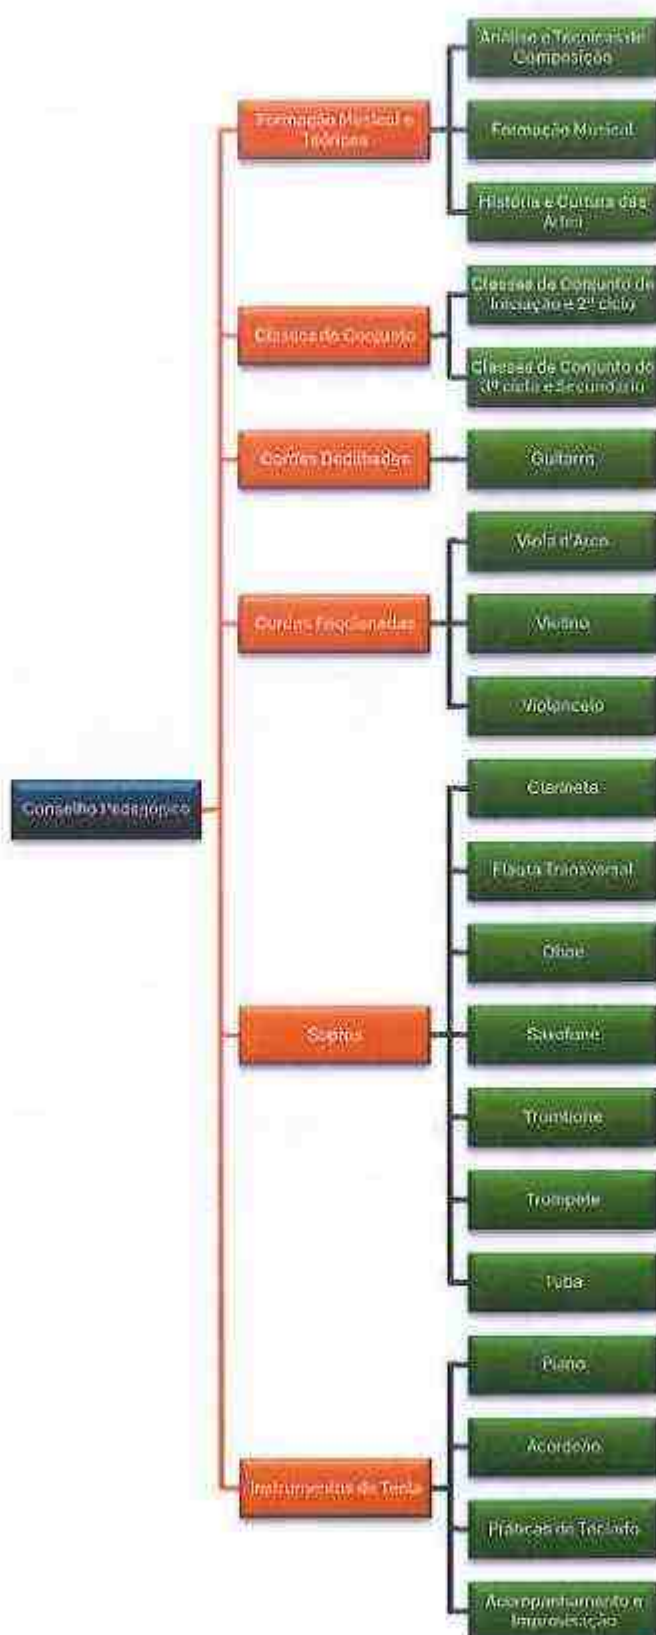 Conselho Pedagógico
Formação Musical e
Teóricas
Análise e Técnicas de
Composição
Formação Musical
História e Cultura das
Artes
Classes de Conjunto
Classes de Conjunto de
Iniciação e 2º ciclo
Classes de Conjunto do
3º ciclo e Secundário
Cordas Dedilhadas
Guitarra
Cordas Friccionadas
Viola d'Arco
Violino
Violoncelo
Sopros
Clarinete
Flauta Transversal
Oboé
Saxofone
Trombone
Trompete
Tuba
Instrumentos de Tecla
Piano
Acordeão
Práticas de Teclado
Acompanhamento e
Improvisação